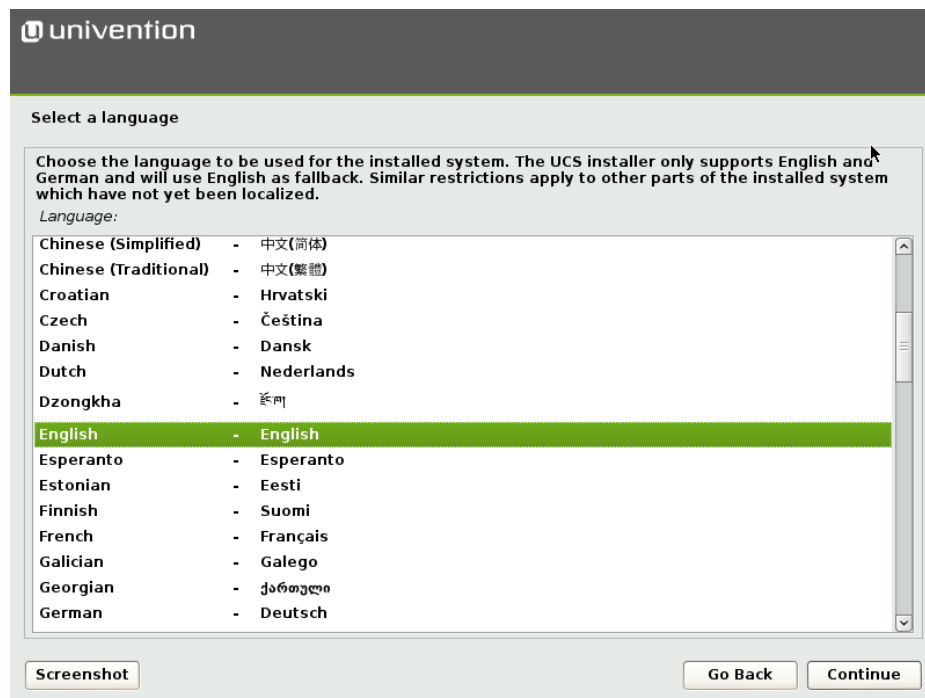 univention
Select a language
Choose the language to be used for the installed system. The UCS installer only supports English and
German and will use English as fallback. Similar restrictions apply to other parts of the installed system
which have not yet been localized.
Language:
Chinese (Simplified) - 中文(简体)
Chinese (Traditional) - 中文(繁體)
Croatian - Hrvatski
Czech - Čeština
Danish - Dansk
Dutch - Nederlands
Dzongkha - རྫོང་ཁ།
English - English
Esperanto - Esperanto
Estonian - Eesti
Finnish - Suomi
French - Français
Galician - Galego
Georgian - ქართული
German - Deutsch
Screenshot Go Back Continue